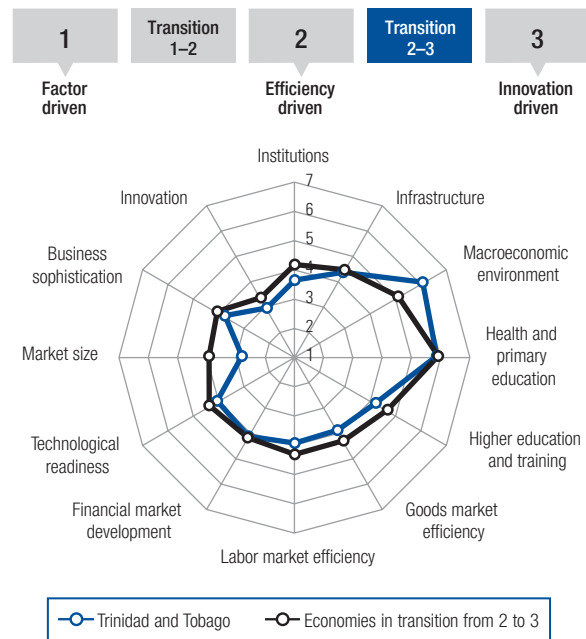 1
Transition
1–2
2
Transition
2–3
3
Factor
driven
Efficiency
driven
Innovation
driven
Institutions
Innovation
Infrastructure
Business
sophistication
Macroeconomic
environment
Market size
Health and
primary
education
Technological
readiness
Higher education
and training
Financial market
development
Goods market
efficiency
Labor market efficiency
7
6
5
4
3
2
1
Trinidad and Tobago
Economies in transition from 2 to 3